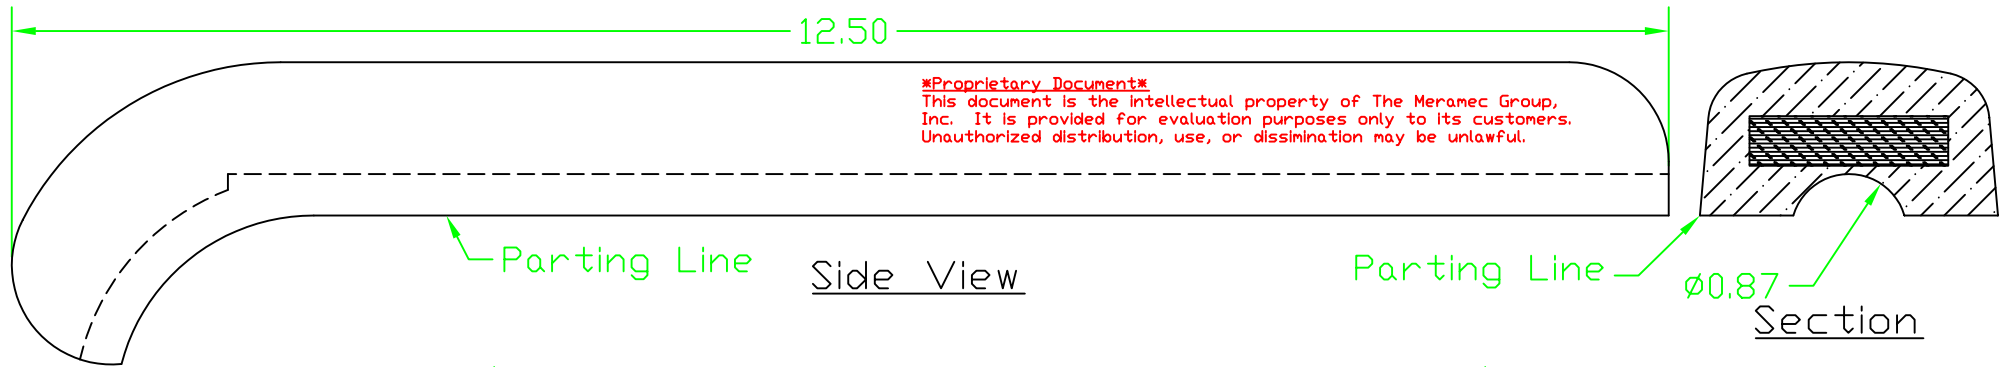 12.50
*Proprietary Document*
This document is the intellectual property of The Meramec Group,
Inc.  It is provided for evaluation purposes only to its customers.
Unauthorized distribution, use, or dissimination may be unlawful.
Parting Line
Side View
Parting Line
Ø0.87
Section